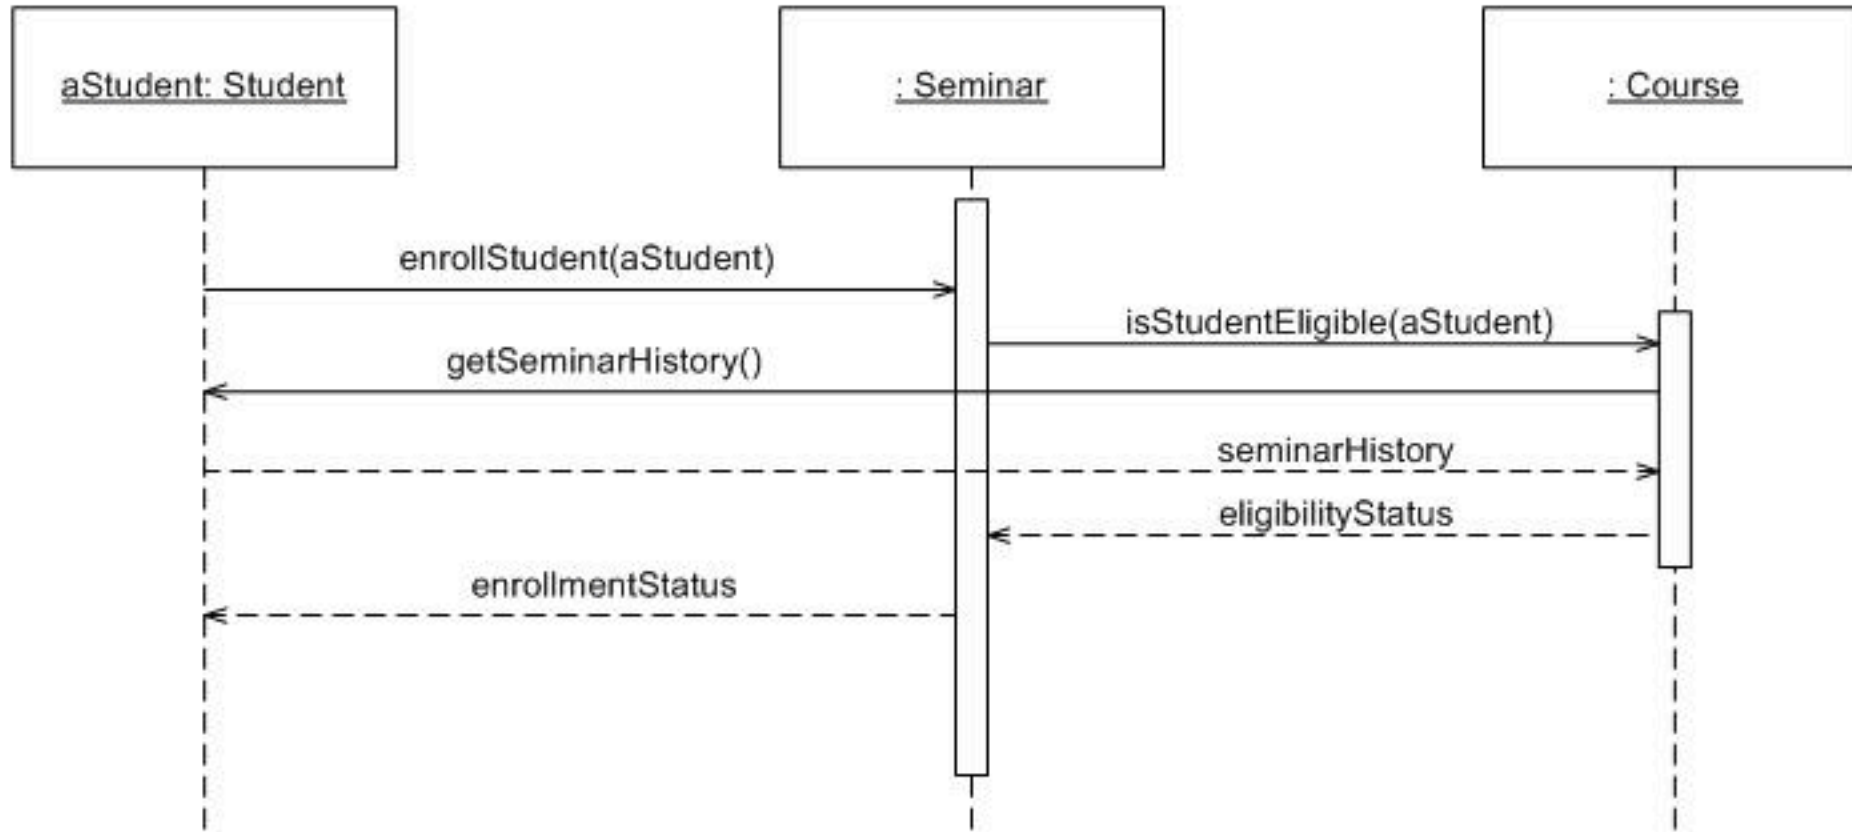 aStudent: Student
: Seminar
: Course
enrollStudent(aStudent)
isStudentEligible(aStudent)
getSeminarHistory()
seminarHistory
eligibilityStatus
enrollmentStatus